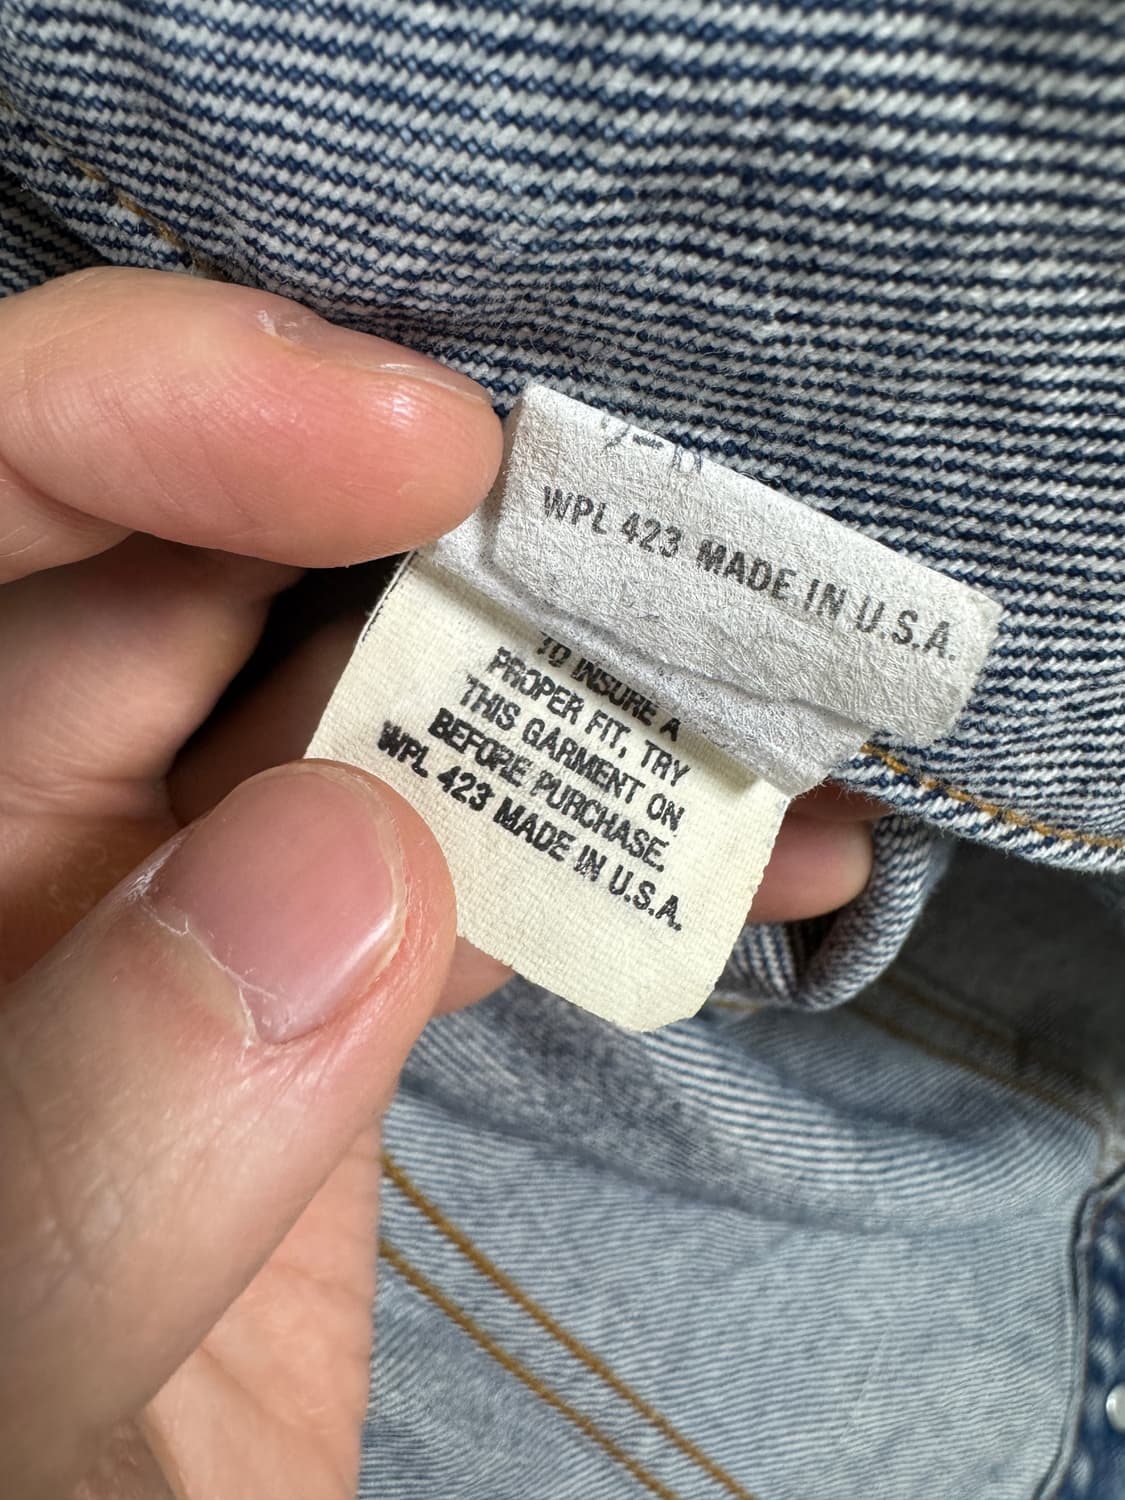 WPL 423 MADE IN U.S.A.
TO INSURE A
PROPER FIT, TRY
THIS GARMENT ON
BEFORE PURCHASE.
WPL 423 MADE IN U.S.A.